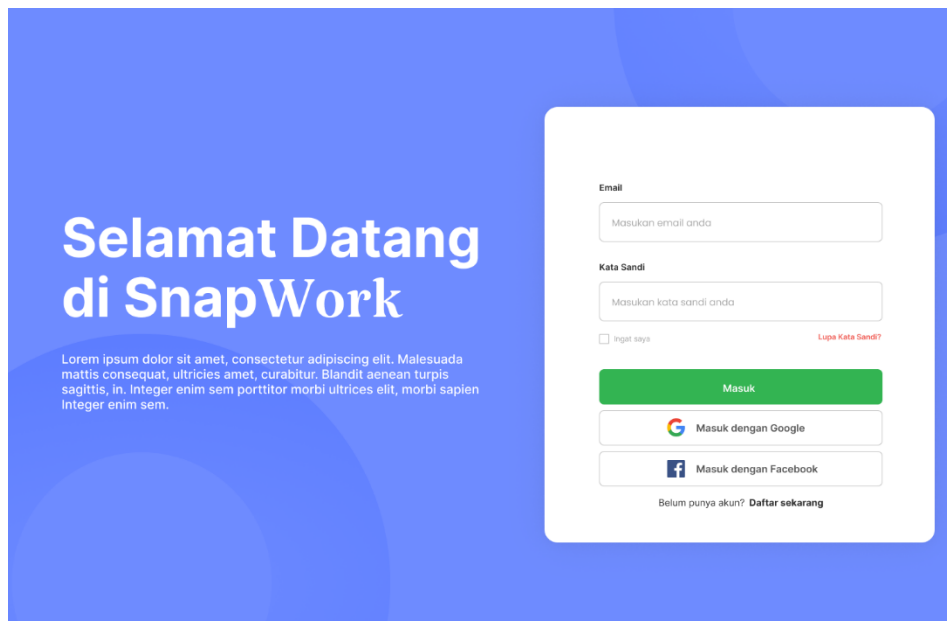 Selamat Datang
di SnapWork
Lorem ipsum dolor sit amet, consectetur adipiscing elit. Malesuada
mattis consequat, ultricies amet, curabitur. Blandit aenean turpis
sagittis, in. Integer enim sem porttitor morbi ultrices elit, morbi sapien
Integer enim sem.
Email
Masukan email anda
Kata Sandi
Masukan kata sandi anda
Ingat saya
Lupa Kata Sandi?
Masuk
Masuk dengan Google
Masuk dengan Facebook
Belum punya akun? Daftar sekarang